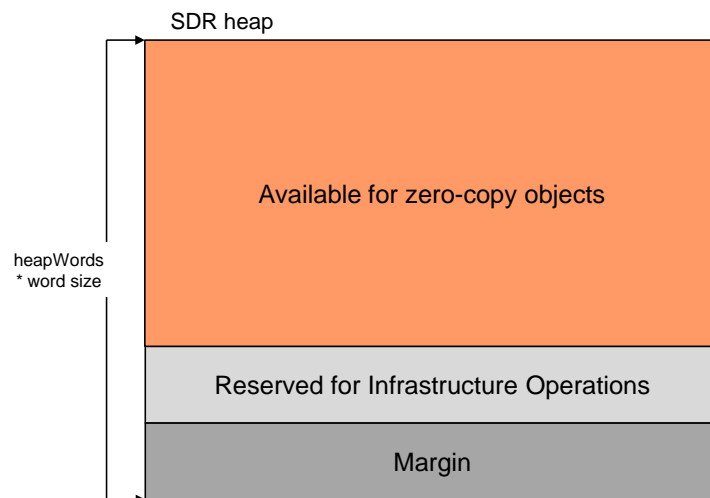 SDR heap
Available for zero-copy objects
heapWords
* word size
Reserved for Infrastructure Operations
Margin